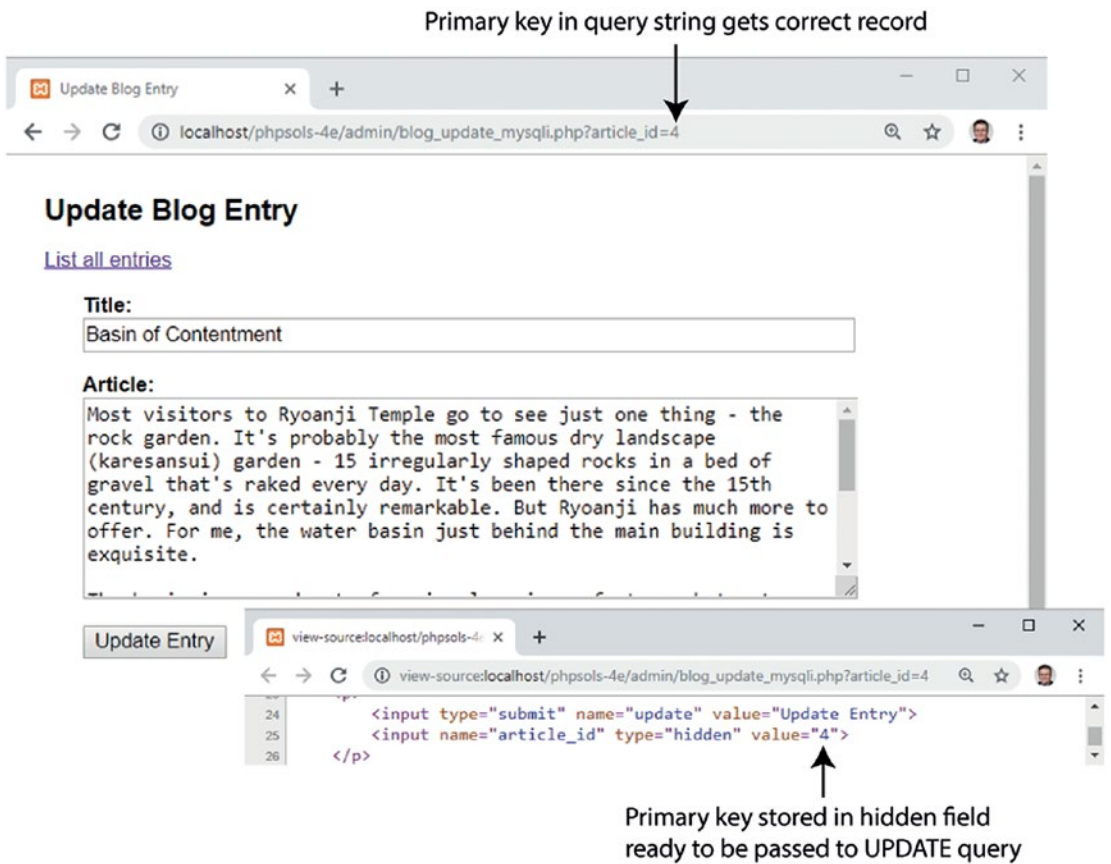 Primary key in query string gets correct record
Update Blog Entry
localhost/phpsols-4e/admin/blog_update_mysqli.php?article_id=4
Update Blog Entry
List all entries
Title:
Basin of Contentment
Article:
Most visitors to Ryoanji Temple go to see just one thing - the
rock garden. It's probably the most famous dry landscape
(karesansui) garden - 15 irregularly shaped rocks in a bed of
gravel that's raked every day. It's been there since the 15th
century, and is certainly remarkable. But Ryoanji has much more to
offer. For me, the water basin just behind the main building is
exquisite.
Update Entry
view-source:localhost/phpsols-4e
view-source:localhost/phpsols-4e/admin/blog_update_mysqli.php?article_id=4
24 <input type="submit" name="update" value="Update Entry">
25 <input name="article_id" type="hidden" value="4">
26 </p>
Primary key stored in hidden field
ready to be passed to UPDATE query